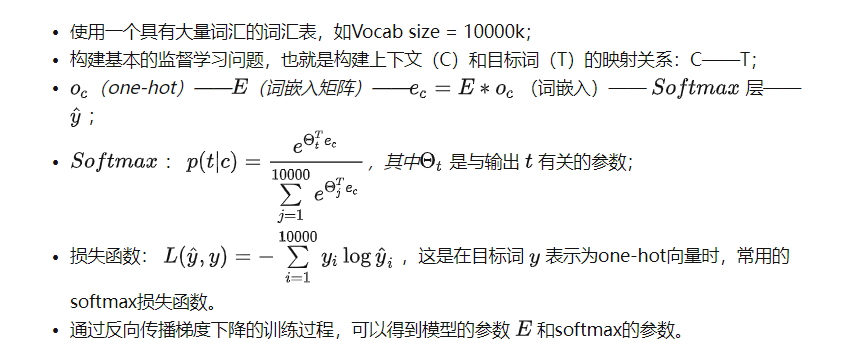 • 使用一个具有大量词汇的词汇表，如Vocab size = 10000k；
• 构建基本的监督学习问题，也就是构建上下文（C）和目标词（T）的映射关系：C——T；
• $o_c$（one-hot）——$E$（词嵌入矩阵）——$e_c = E * o_c$（词嵌入）—— $Softmax$ 层——
$\hat{y}$；
• $Softmax：p(t|c) = \frac{e^{\Theta_t^T e_c}}{\sum_{j=1}^{10000} e^{\Theta_j^T e_c}}$，其中$\Theta_t$ 是与输出 $t$ 有关的参数；
• 损失函数：$L(\hat{y}, y) = -\sum_{i=1}^{10000} y_i \log \hat{y}_i$，这是在目标词 $y$ 表示为one-hot向量时，常用的
softmax损失函数。
• 通过反向传播梯度下降的训练过程，可以得到模型的参数 $E$ 和softmax的参数。